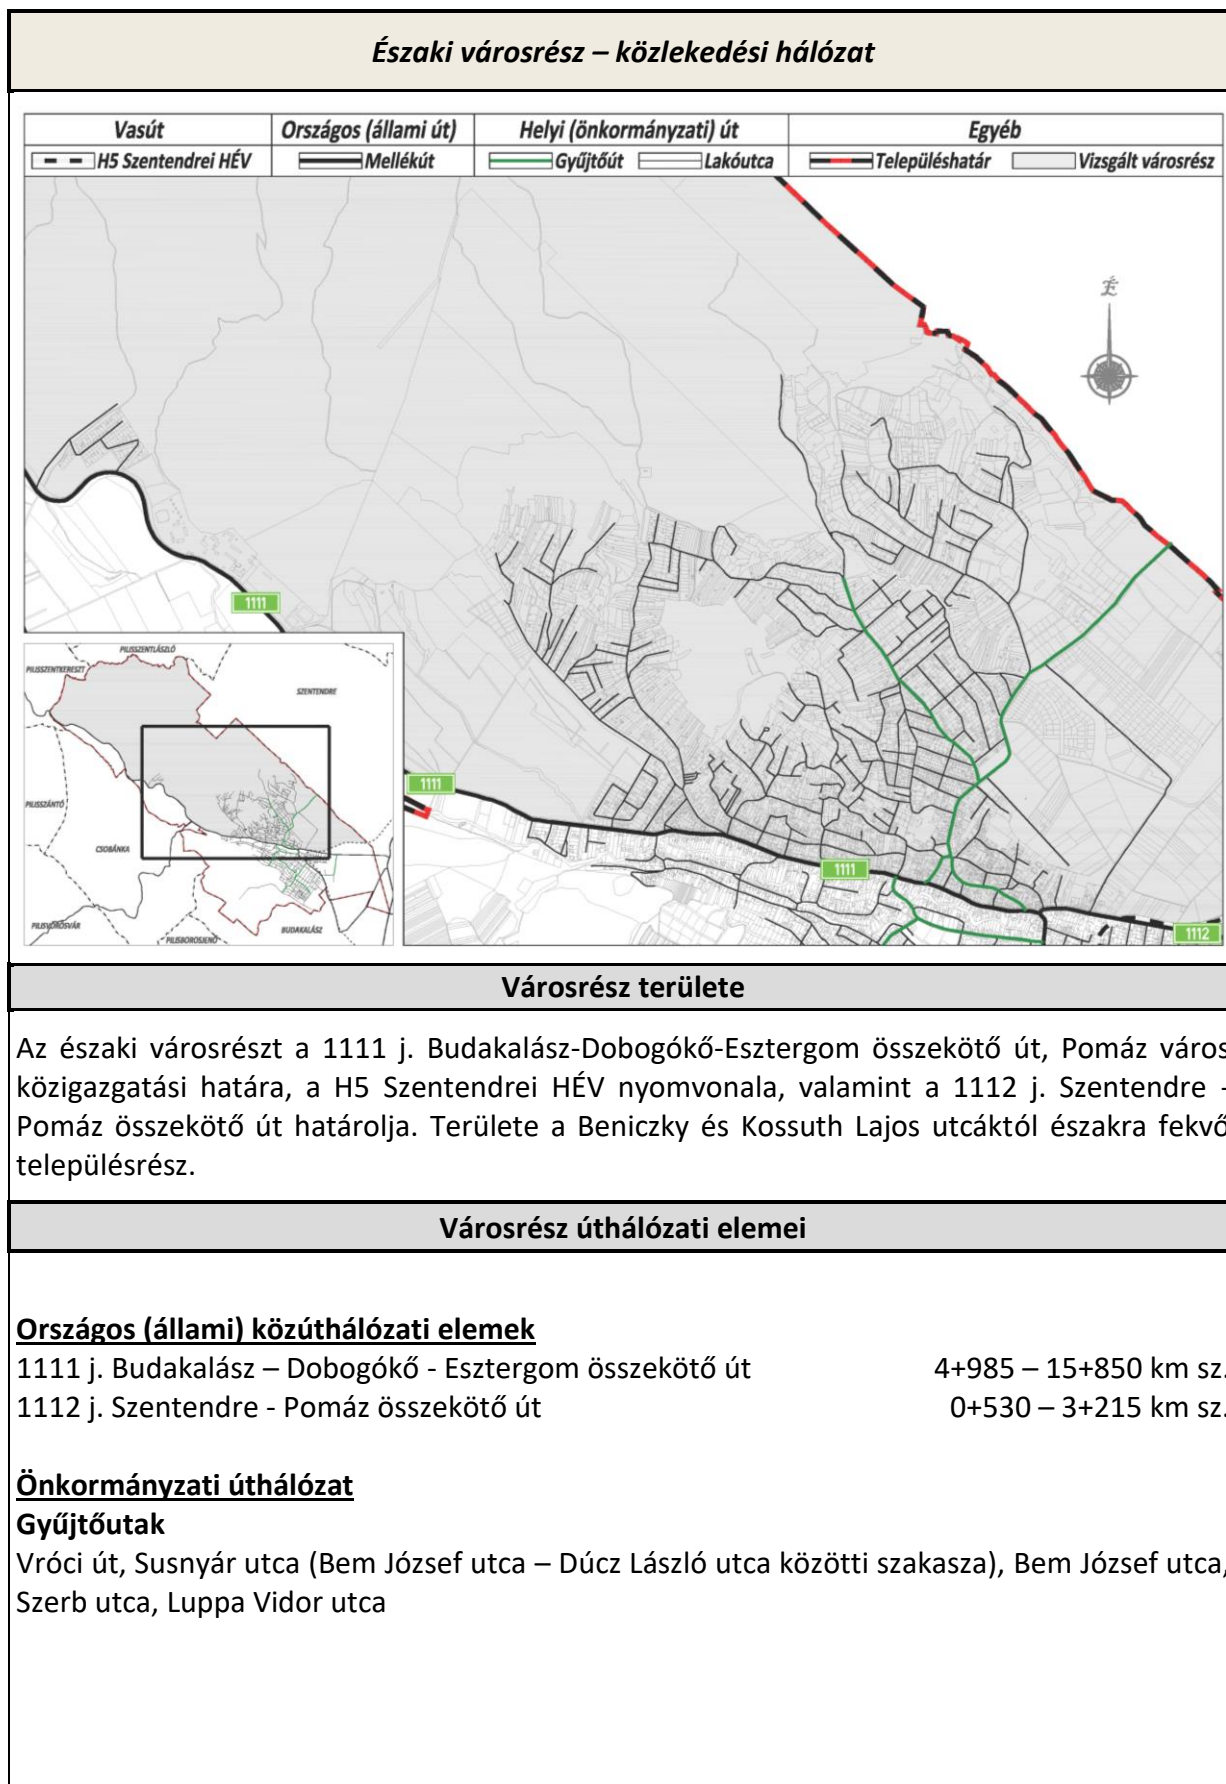 Északi városrész – közlekedési hálózat
Vasút Országos (állami út) Helyi (önkormányzati) út Egyéb
H5 Szentendrei HÉV Mellékút Gyűjtőút Lakóutca Településhatár Vizsgált városrész
É
1111
PILISSZENTLÁSZLÓ
PILISSZENTKERESZT
SZENTENDRE
1111
PILISSZÁNTÓ
CSOBÁNKA
1111
PILISVÖRÖSVÁR
BUDAKALÁSZ
PILISBOROSJENŐ
1112
Városrész területe
Az északi városrészt a 1111 j. Budakalász-Dobogókő-Esztergom összekötő út, Pomáz város
közigazgatási határa, a H5 Szentendrei HÉV nyomvonala, valamint a 1112 j. Szentendre -
Pomáz összekötő út határolja. Területe a Beniczky és Kossuth Lajos utcáktól északra fekvő
településrész.
Városrész úthálózati elemei
Országos (állami) közúthálózati elemek
1111 j. Budakalász – Dobogókő - Esztergom összekötő út 4+985 – 15+850 km sz.
1112 j. Szentendre - Pomáz összekötő út 0+530 – 3+215 km sz.
Önkormányzati úthálózat
Gyűjtőutak
Vróci út, Susnyár utca (Bem József utca – Dúcz László utca közötti szakasza), Bem József utca,
Szerb utca, Luppa Vidor utca